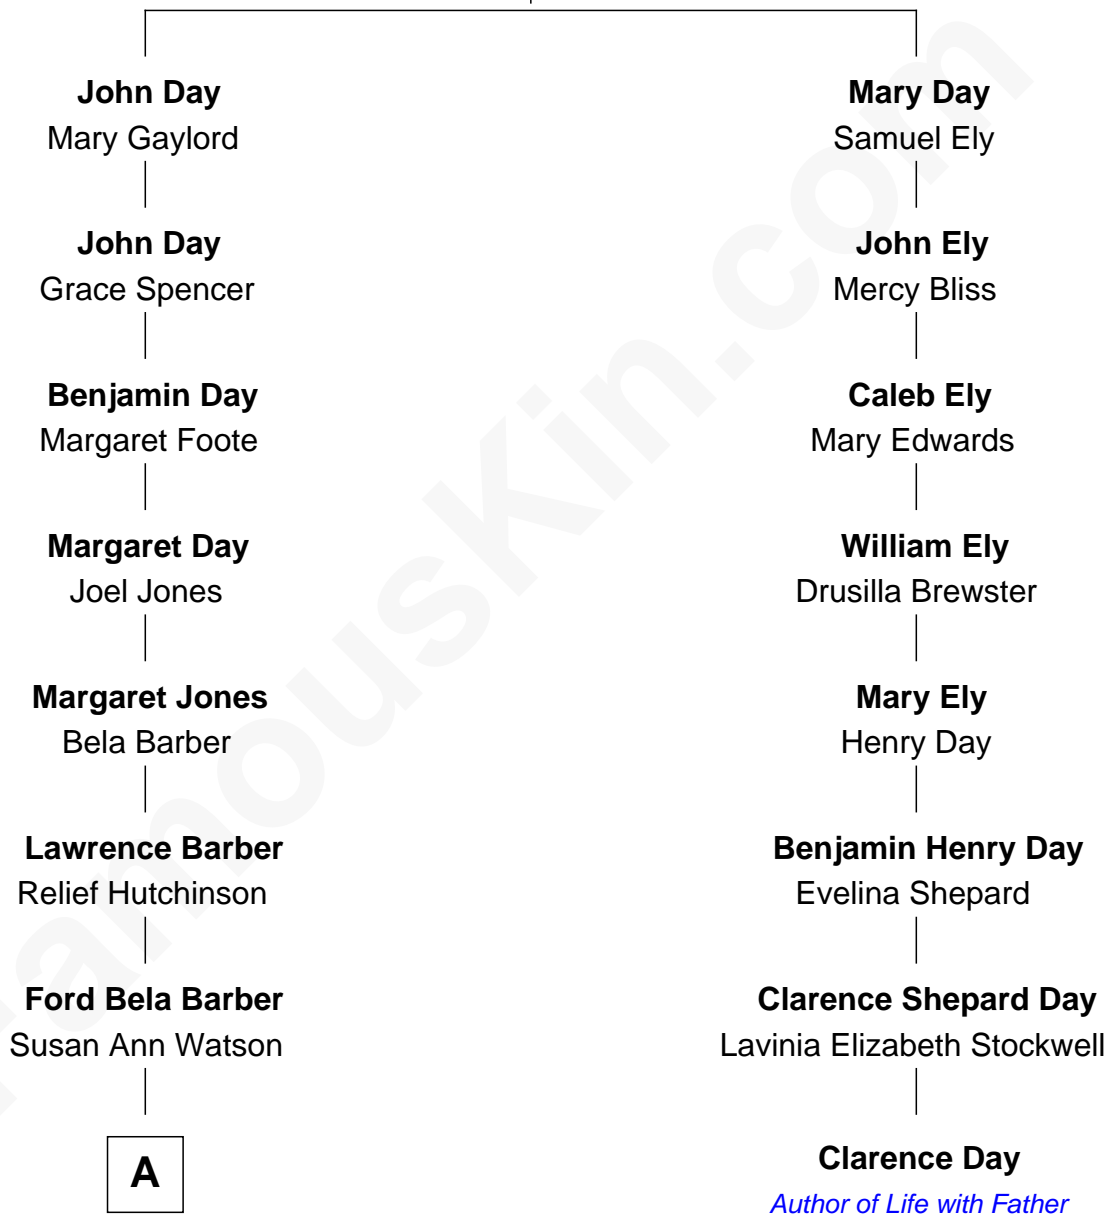 John Day
Mary Gaylord
John Day
Grace Spencer
Benjamin Day
Margaret Foote
Margaret Day
Joel Jones
Margaret Jones
Bela Barber
Lawrence Barber
Relief Hutchinson
Ford Bela Barber
Susan Ann Watson
A
Mary Day
Samuel Ely
John Ely
Mercy Bliss
Caleb Ely
Mary Edwards
William Ely
Drusilla Brewster
Mary Ely
Henry Day
Benjamin Henry Day
Evelina Shepard
Clarence Shepard Day
Lavinia Elizabeth Stockwell
Clarence Day
Author of Life with Father
FamousKin.com